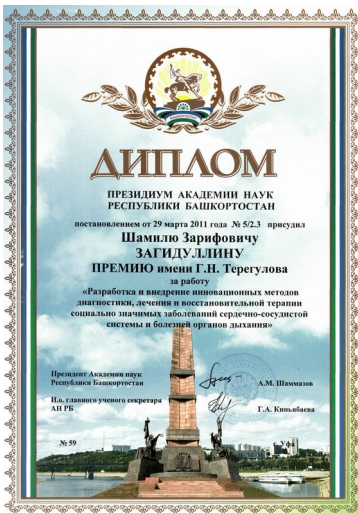 ДИПЛОМ
ПРЕЗИДИУМ АКАДЕМИИ НАУК
РЕСПУБЛИКИ БАШКОРТОСТАН
постановлением от 29 марта 2011 года № 5/2.3 присудил
Шамилю Зарифовичу
ЗАГИДУЛЛИНУ
ПРЕМИЮ имени Г.Н. Терегулова
за работу
«Разработка и внедрение инновационных методов
диагностики, лечения и восстановительной терапии
социально значимых заболеваний сердечно-сосудистой
системы и болезней органов дыхания»
Президент Академии наук
Республики Башкортостан
А.М. Шаммазов
И.о. главного ученого секретаря
АН РБ
Г.А. Киньябаева
№ 59
Уфа